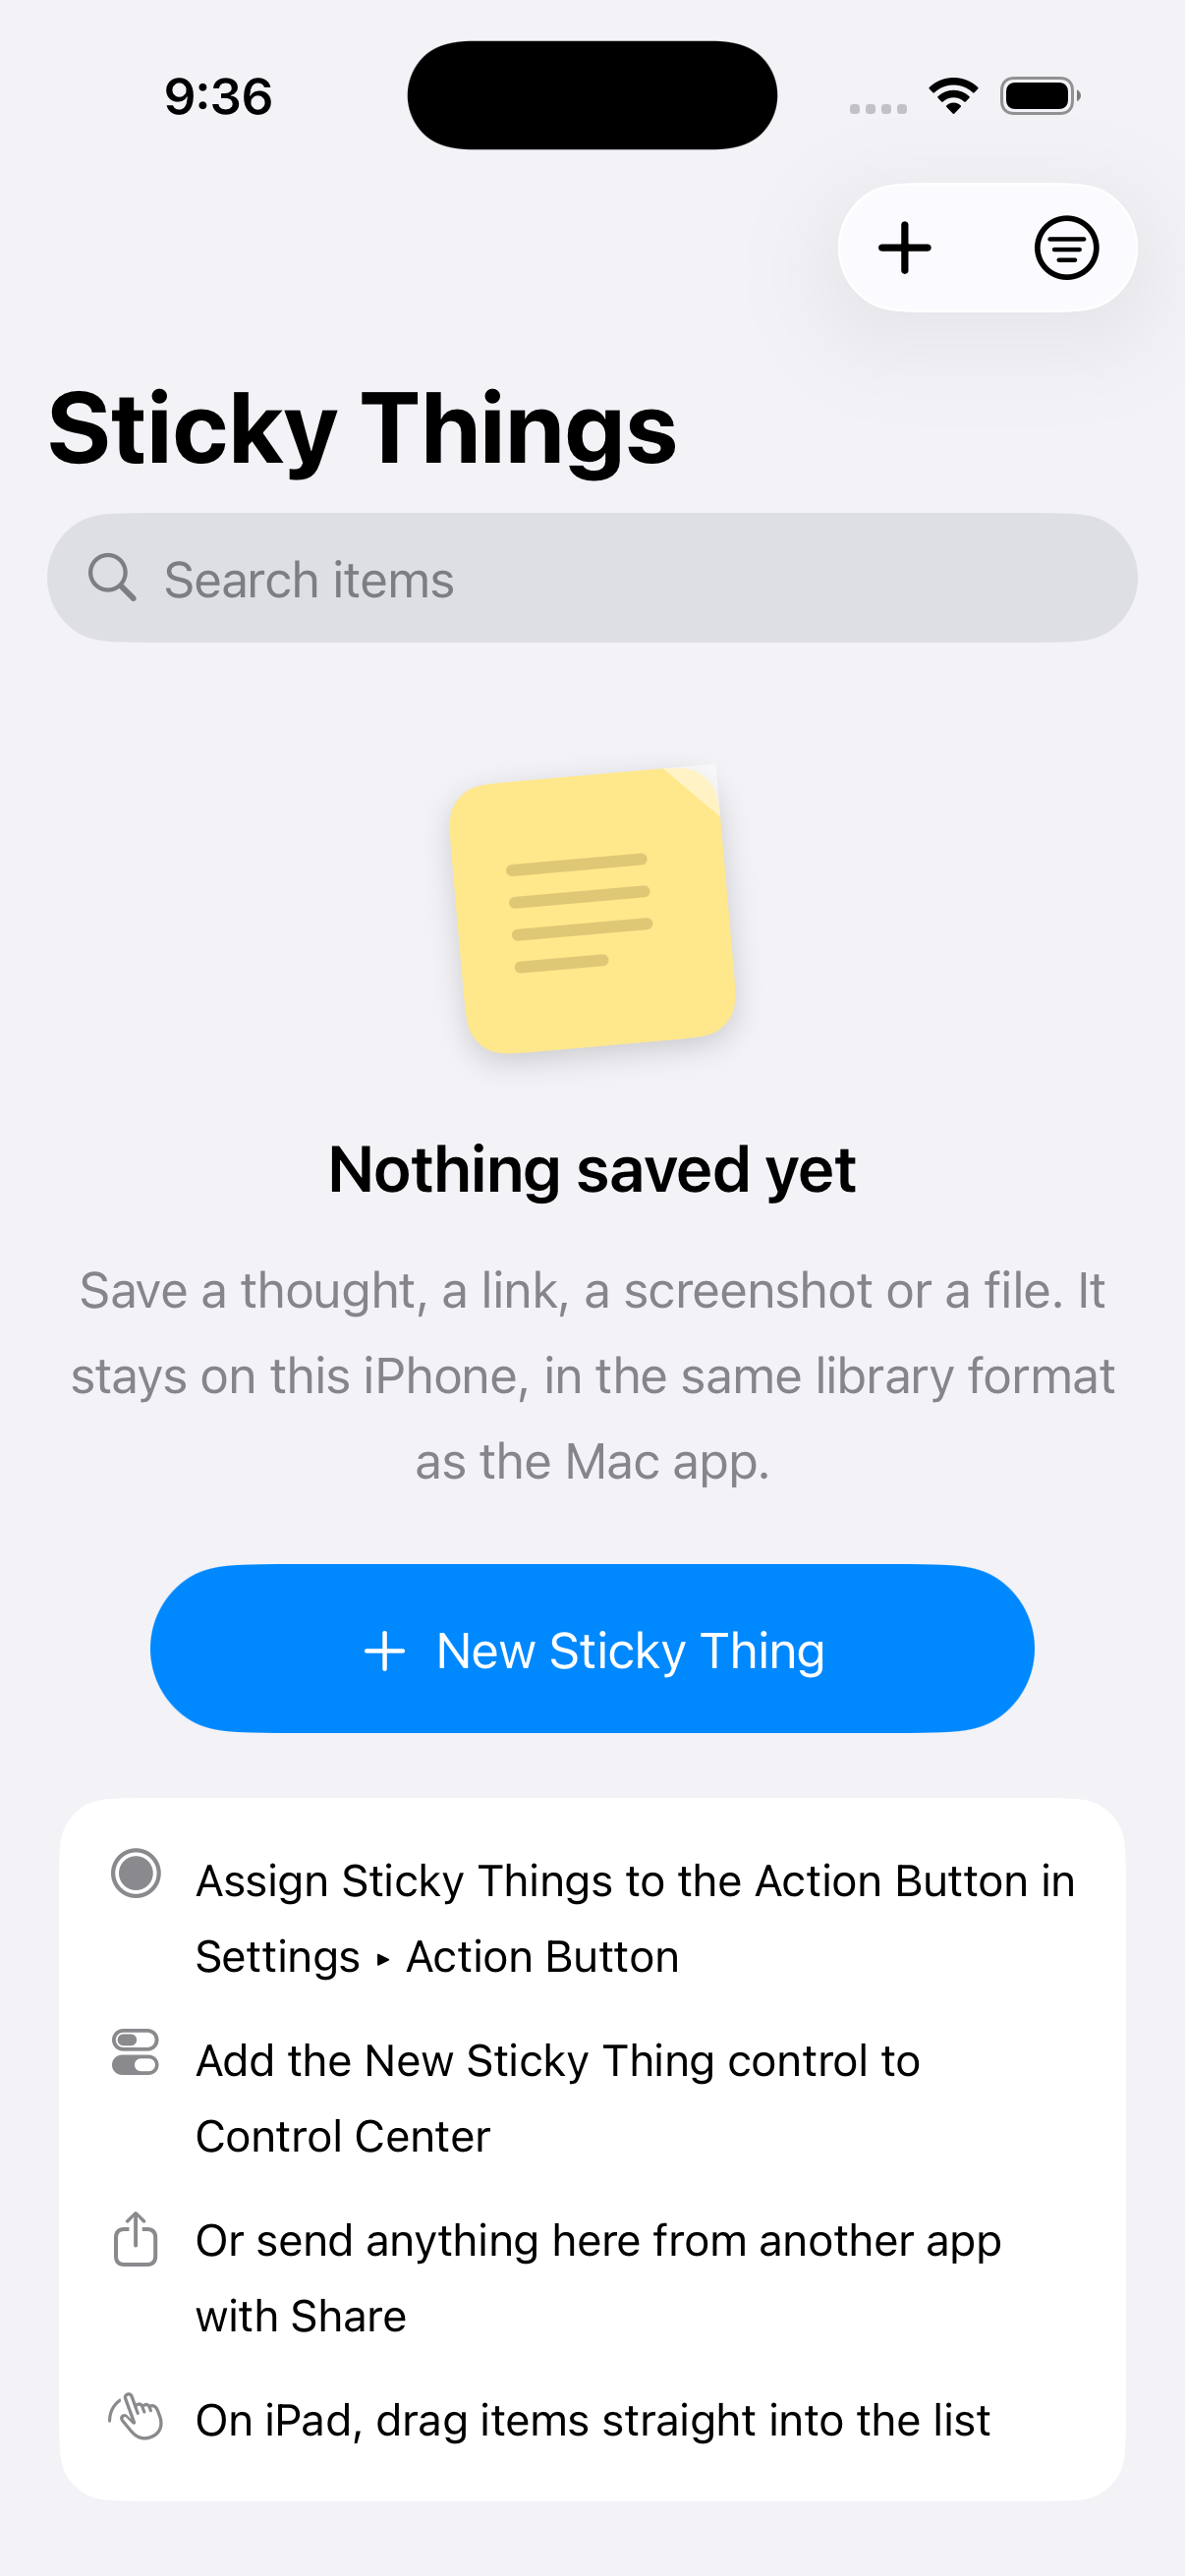 9:36
Sticky Things
Search items
Nothing saved yet
Save a thought, a link, a screenshot or a file. It
stays on this iPhone, in the same library format
as the Mac app.
New Sticky Thing
Assign Sticky Things to the Action Button in
Settings ▸ Action Button
Add the New Sticky Thing control to
Control Center
Or send anything here from another app
with Share
On iPad, drag items straight into the list